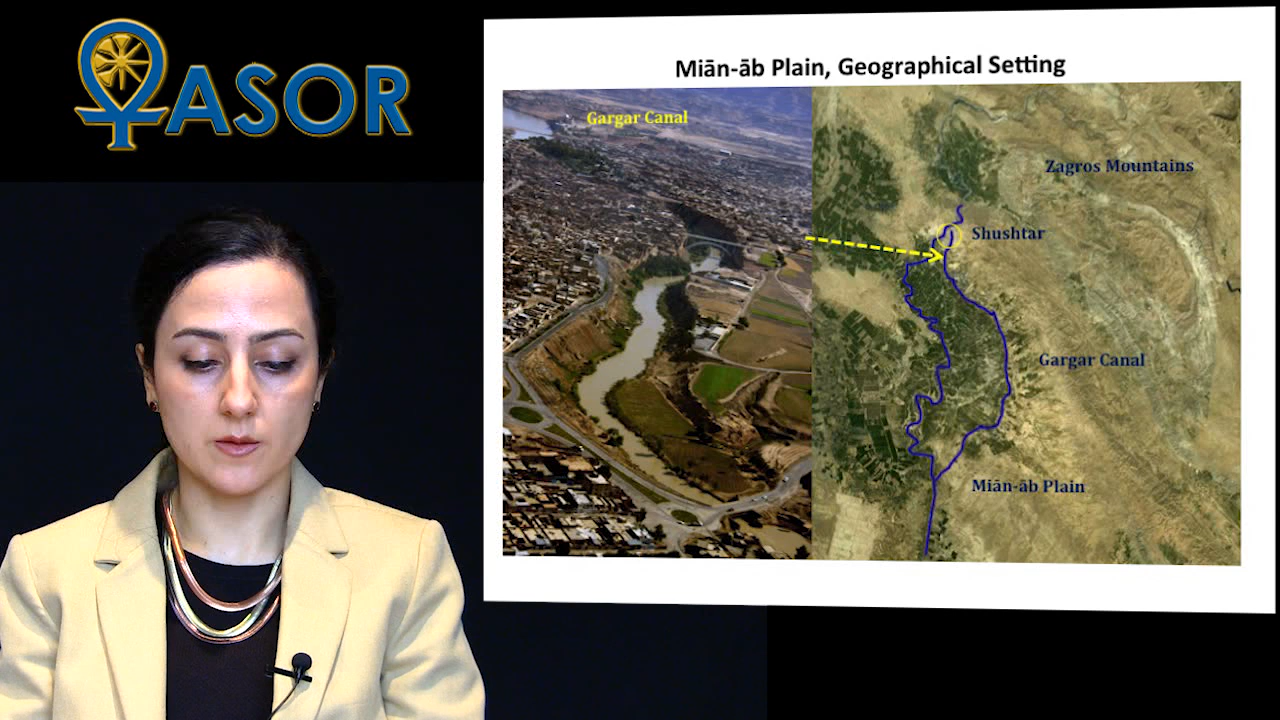 ASOR
Miān-āb Plain, Geographical Setting
Gargar Canal
Zagros Mountains
Shushtar
Gargar Canal
Miān-āb Plain